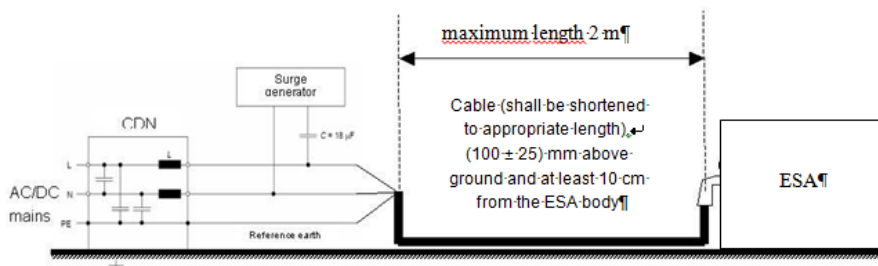 maximum·length·2·m¶
Surge
generator
Cable·(shall·be·shortened·
to·appropriate·length),↵
(100·±·25)·mm·above·
ground·and·at·least·10·cm·
from·the·ESA·body¶
CDN
C = 18 µF
L
L
AC/DC
N
mains
PE
Reference earth
ESA¶